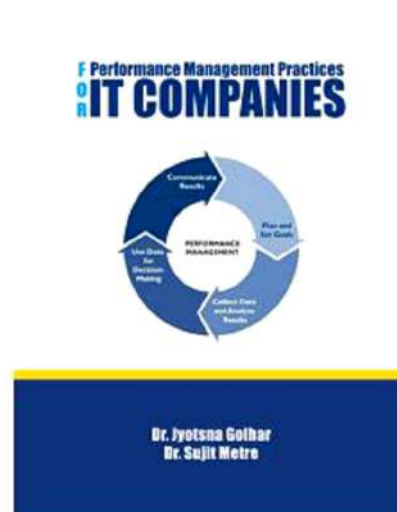 Performance Management Practices
FOR
IT COMPANIES
Communicate
Results
Plan and
Set Goals
PERFORMANCE
MANAGEMENT
Use Data
for
Decision-
Making
Collect Data
and Analyze
Results
Dr. Jyotsna Golhar
Dr. Sujit Metre